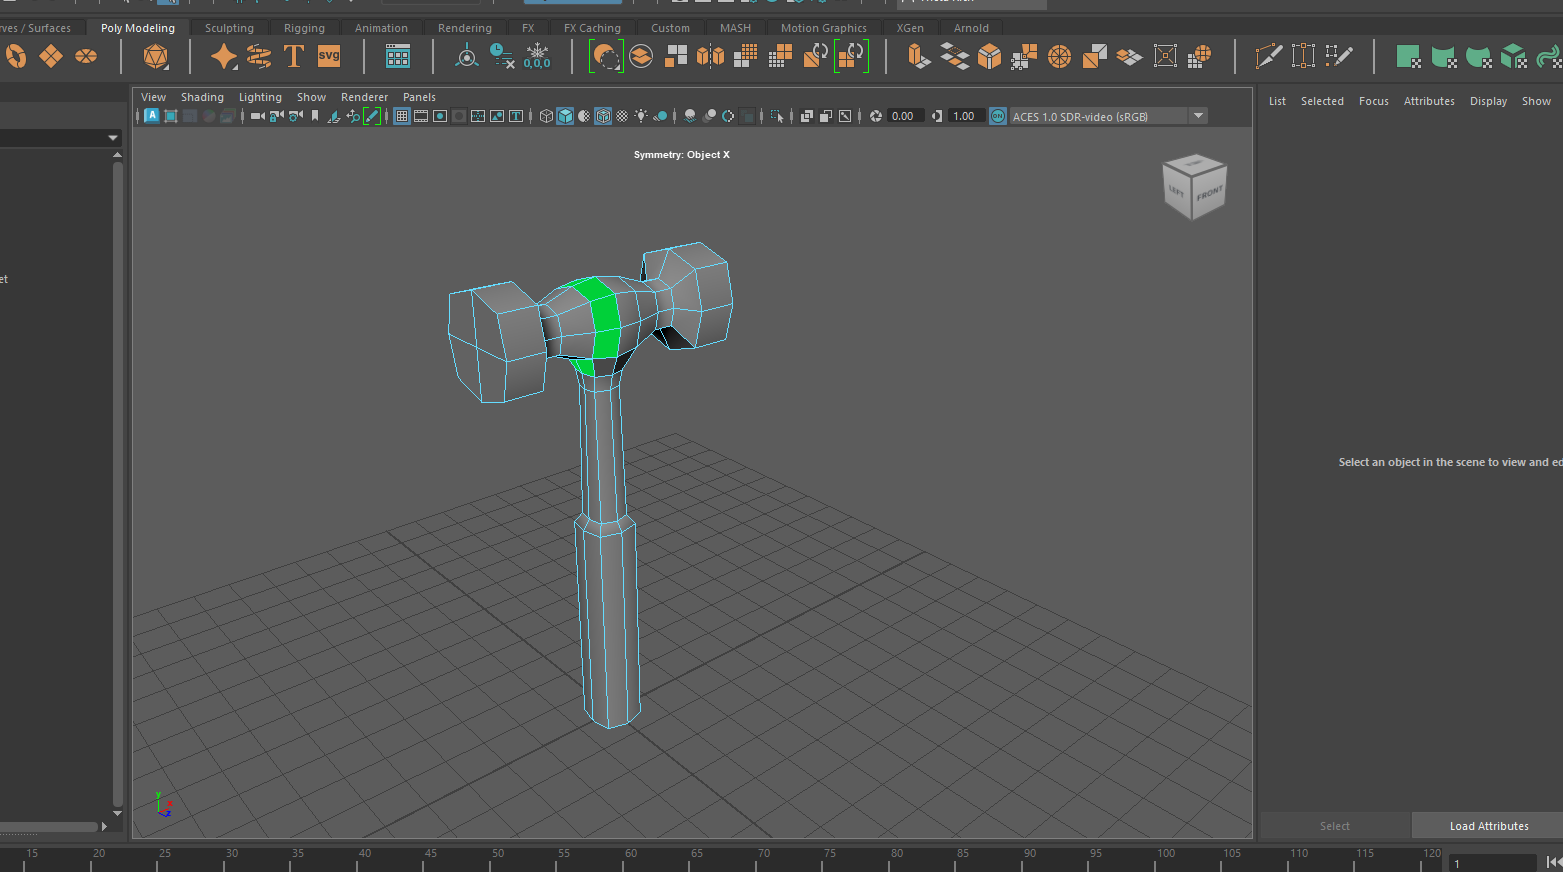 rves / Surfaces Poly Modeling Sculpting Rigging Animation Rendering FX FX Caching Custom MASH Motion Graphics XGen Arnold
T SVG 0,0,0
View Shading Lighting Show Renderer Panels
List Selected Focus Attributes Display Show
A T 0.00 1.00 ON ACES 1.0 SDR-video (sRGB)
Symmetry: Object X
LEFT FRONT
et
Select an object in the scene to view and ed
y
x
z
Select Load Attributes
15 20 25 30 35 40 45 50 55 60 65 70 75 80 85 90 95 100 105 110 115 120
1